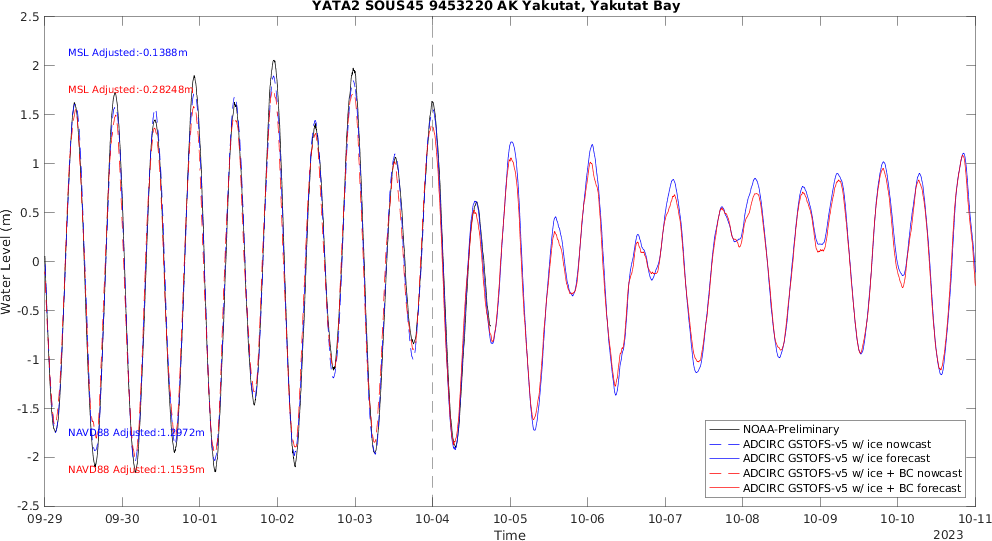 YATA2 SOUS45 9453220 AK Yakutat, Yakutat Bay
2.5
2
1.5
1
0.5
0
-0.5
-1
-1.5
-2
-2.5
Water Level (m)
MSL Adjusted:-0.1388m
MSL Adjusted:-0.28248m
NAVD88 Adjusted:1.2972m
NAVD88 Adjusted:1.1535m
NOAA-Preliminary
ADCIRC GSTOFS-v5 w/ ice nowcast
ADCIRC GSTOFS-v5 w/ ice forecast
ADCIRC GSTOFS-v5 w/ ice + BC nowcast
ADCIRC GSTOFS-v5 w/ ice + BC forecast
09-29 09-30 10-01 10-02 10-03 10-04 10-05 10-06 10-07 10-08 10-09 10-10 10-11
Time
2023